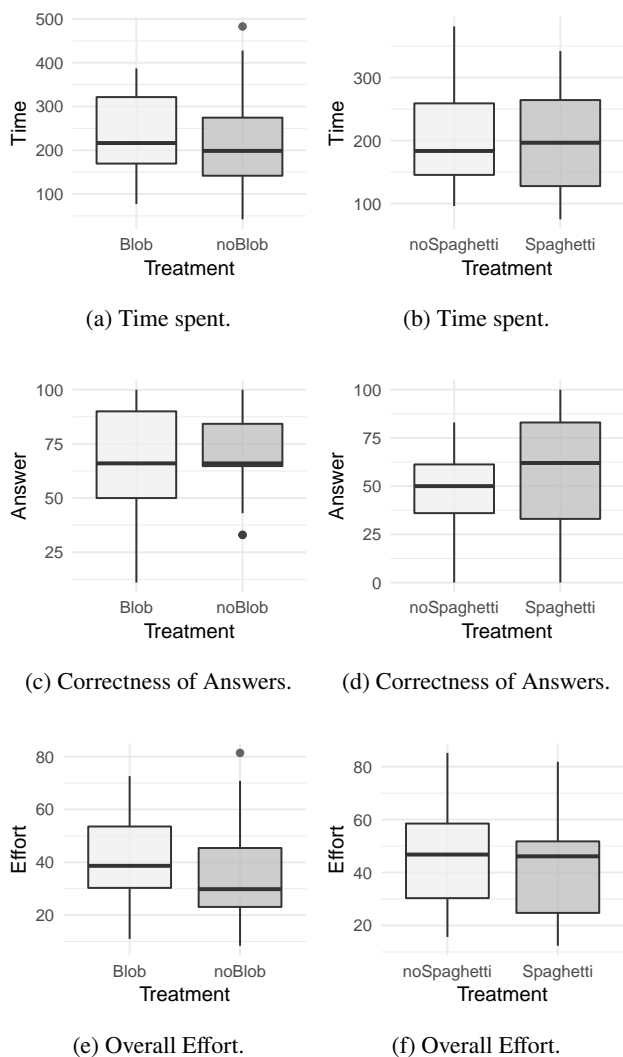 500
400
300
200
100
Time
Blob
noBlob
Treatment
(a) Time spent.
300
200
100
Time
noSpaghetti
Spaghetti
Treatment
(b) Time spent.
100
75
50
25
Answer
Blob
noBlob
Treatment
(c) Correctness of Answers.
100
75
50
25
0
Answer
noSpaghetti
Spaghetti
Treatment
(d) Correctness of Answers.
80
60
40
20
Effort
Blob
noBlob
Treatment
(e) Overall Effort.
80
60
40
20
Effort
noSpaghetti
Spaghetti
Treatment
(f) Overall Effort.